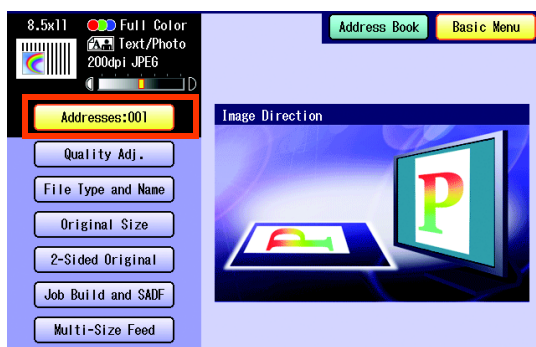 8.5x11 Full Color
Text/Photo
200dpi JPEG
Addresses:001
Quality Adj.
File Type and Name
Original Size
2-Sided Original
Job Build and SADF
Multi-Size Feed
Address Book Basic Menu
Image Direction
P
P